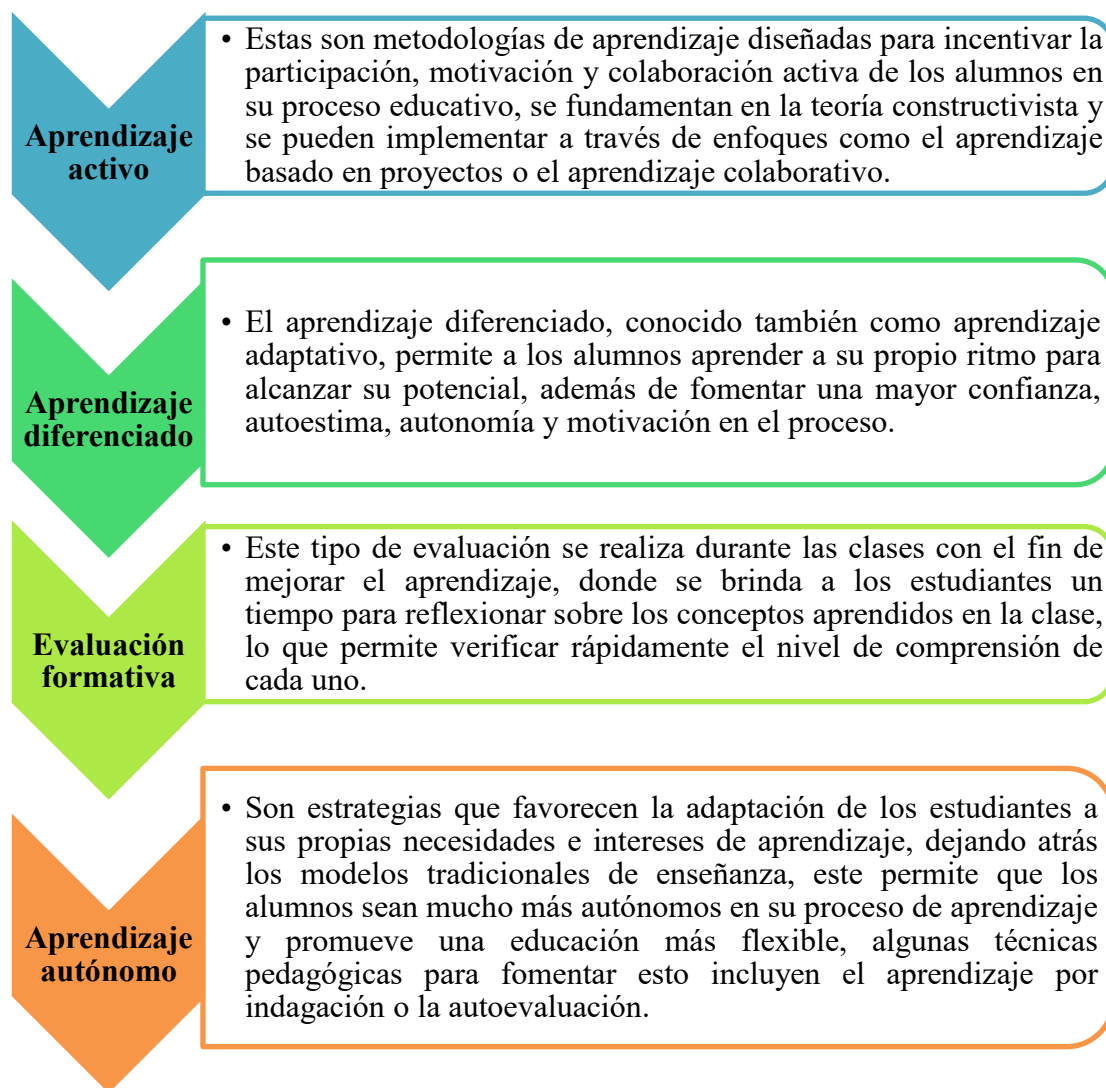 Aprendizaje
activo
• Estas son metodologías de aprendizaje diseñadas para incentivar la
participación, motivación y colaboración activa de los alumnos en
su proceso educativo, se fundamentan en la teoría constructivista y
se pueden implementar a través de enfoques como el aprendizaje
basado en proyectos o el aprendizaje colaborativo.
Aprendizaje
diferenciado
• El aprendizaje diferenciado, conocido también como aprendizaje
adaptativo, permite a los alumnos aprender a su propio ritmo para
alcanzar su potencial, además de fomentar una mayor confianza,
autoestima, autonomía y motivación en el proceso.
Evaluación
formativa
• Este tipo de evaluación se realiza durante las clases con el fin de
mejorar el aprendizaje, donde se brinda a los estudiantes un
tiempo para reflexionar sobre los conceptos aprendidos en la clase,
lo que permite verificar rápidamente el nivel de comprensión de
cada uno.
Aprendizaje
autónomo
• Son estrategias que favorecen la adaptación de los estudiantes a
sus propias necesidades e intereses de aprendizaje, dejando atrás
los modelos tradicionales de enseñanza, este permite que los
alumnos sean mucho más autónomos en su proceso de aprendizaje
y promueve una educación más flexible, algunas técnicas
pedagógicas para fomentar esto incluyen el aprendizaje por
indagación o la autoevaluación.